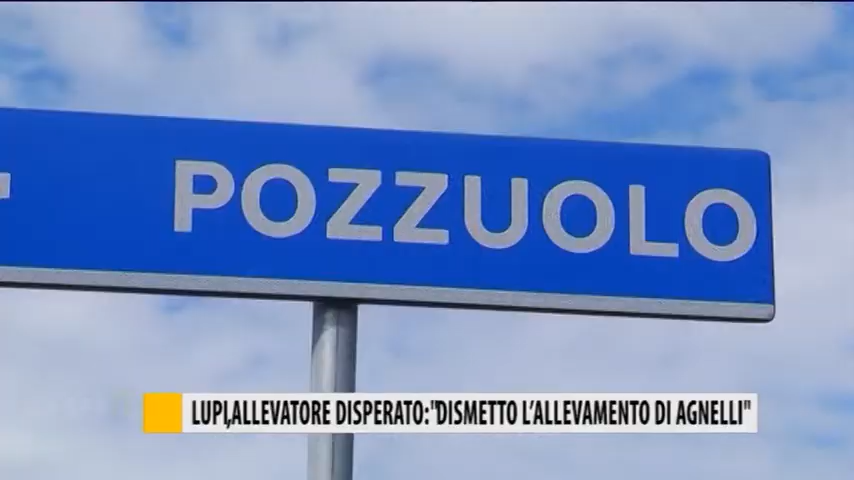 POZZUOLO
LUPI,ALLEVATORE DISPERATO:"DISMETTO L'ALLEVAMENTO DI AGNELLI"